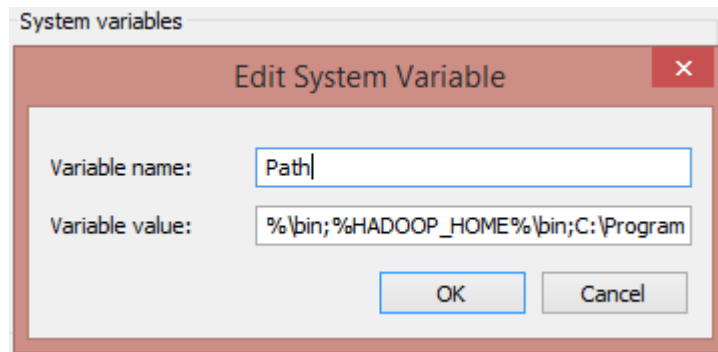 System variables
Edit System Variable
Variable name:
Path
Variable value:
%\bin;%HADOOP_HOME%\bin;C:\Program
OK
Cancel